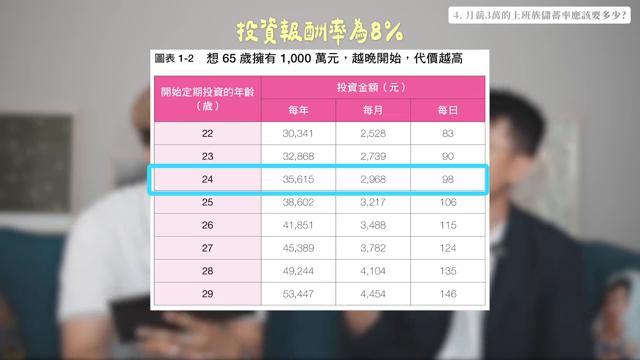 4. 月薪3萬的上班族儲蓄率應該要多少?
投資報酬率為8%
圖表 1-2 想 65 歲擁有 1,000 萬元，越晚開始，代價越高
開始定期投資的年齡（歲） 投資金額（元）
每年 每月 每日
22 30,341 2,528 83
23 32,868 2,739 90
24 35,615 2,968 98
25 38,602 3,217 106
26 41,851 3,488 115
27 45,389 3,782 124
28 49,244 4,104 135
29 53,447 4,454 146